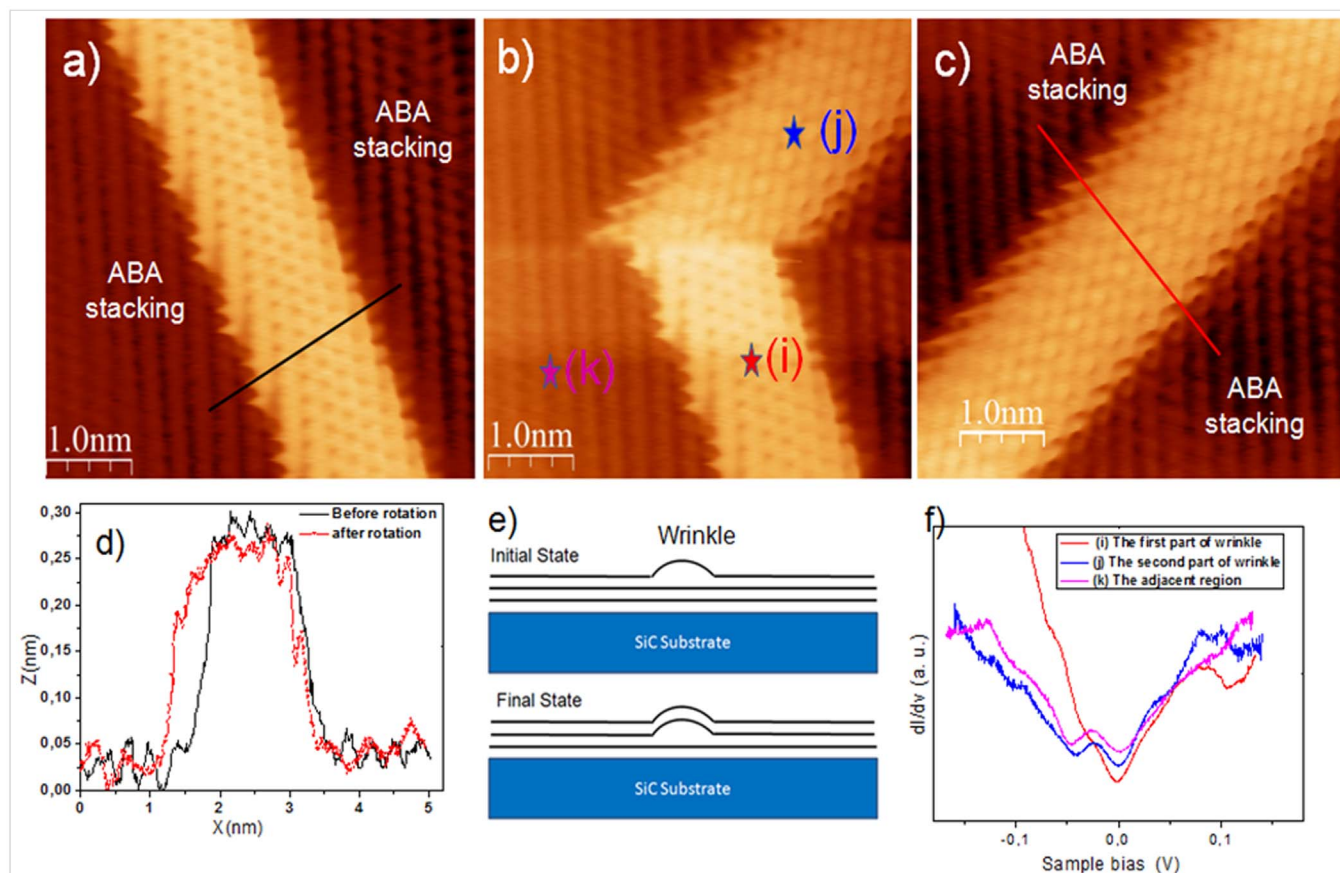 a)
ABA
stacking
ABA
stacking
1.0nm
b)
(j)
(k)
(i)
1.0nm
c)
ABA
stacking
ABA
stacking
1.0nm
d)
Before rotation
after rotation
0,30
0,25
0,20
0,15
0,10
0,05
0,00
Z(nm)
0 1 2 3 4 5
X(nm)
e)
Wrinkle
Initial State
SiC Substrate
Final State
SiC Substrate
f)
(i) The first part of wrinkle
(j) The second part of wrinkle
(k) The adjacent region
dI/dv (a. u.)
-0,1 0,0 0,1
Sample bias (V)